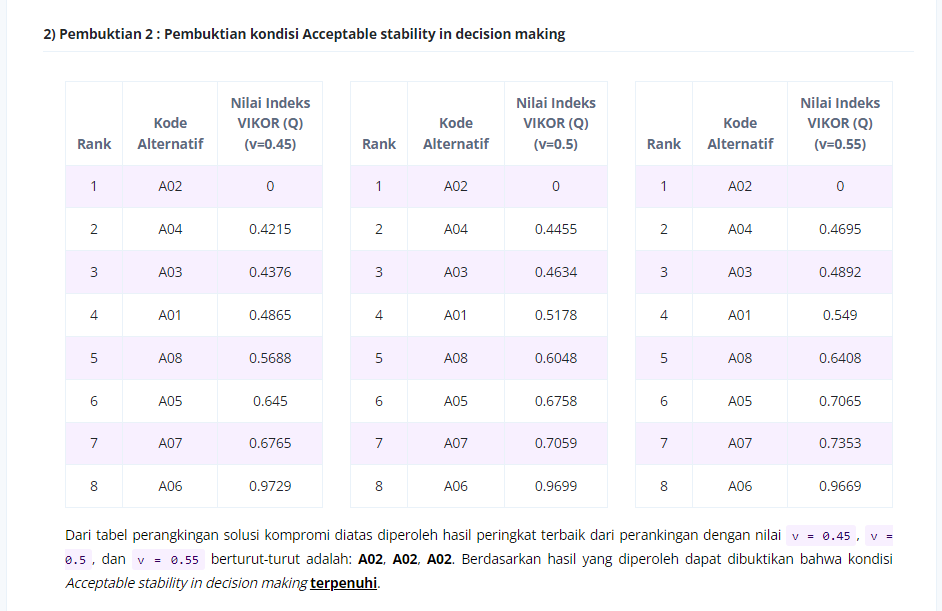 2) Pembuktian 2 : Pembuktian kondisi Acceptable stability in decision making
Rank Kode Alternatif Nilai Indeks VIKOR (Q) (v=0.45)
1 A02 0
2 A04 0.4215
3 A03 0.4376
4 A01 0.4865
5 A08 0.5688
6 A05 0.645
7 A07 0.6765
8 A06 0.9729
Rank Kode Alternatif Nilai Indeks VIKOR (Q) (v=0.5)
1 A02 0
2 A04 0.4455
3 A03 0.4634
4 A01 0.5178
5 A08 0.6048
6 A05 0.6758
7 A07 0.7059
8 A06 0.9699
Rank Kode Alternatif Nilai Indeks VIKOR (Q) (v=0.55)
1 A02 0
2 A04 0.4695
3 A03 0.4892
4 A01 0.549
5 A08 0.6408
6 A05 0.7065
7 A07 0.7353
8 A06 0.9669
Dari tabel perangkingan solusi kompromi diatas diperoleh hasil peringkat terbaik dari perankingan dengan nilai v = 0.45 , v =
0.5 , dan v = 0.55 berturut-turut adalah: A02, A02, A02. Berdasarkan hasil yang diperoleh dapat dibuktikan bahwa kondisi
Acceptable stability in decision making terpenuhi.